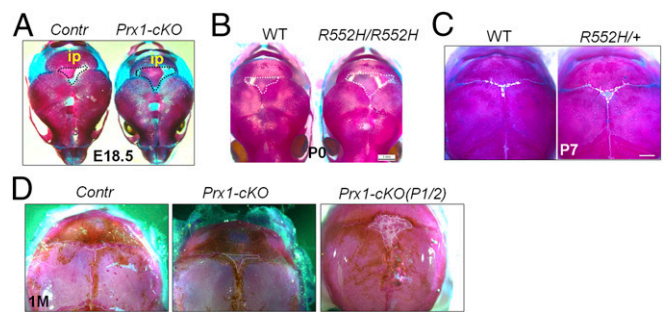 A
Contr
Prx1-cKO
ip
ip
E18.5
B
WT
R552H/R552H
P0
C
WT
R552H/+
P7
D
Contr
Prx1-cKO
Prx1-cKO(P1/2)
1M